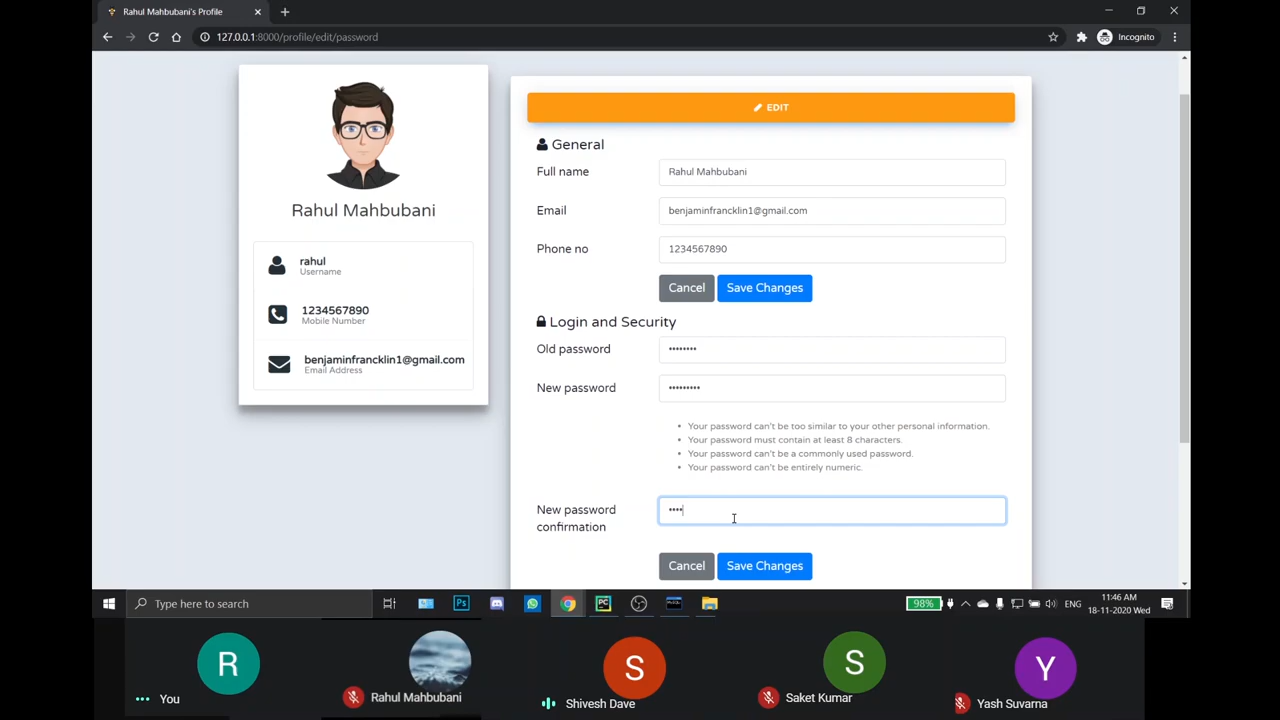 Rahul Mahbubani's Profile
127.0.0.1:8000/profile/edit/password
Incognito
Rahul Mahbubani
rahul
Username
1234567890
Mobile Number
benjaminfrancklin1@gmail.com
Email Address
EDIT
General
Full name
Rahul Mahbubani
Email
benjaminfrancklin1@gmail.com
Phone no
1234567890
Cancel
Save Changes
Login and Security
Old password
••••••••
New password
•••••••••
• Your password can't be too similar to your other personal information.
• Your password must contain at least 8 characters.
• Your password can't be a commonly used password.
• Your password can't be entirely numeric.
New password
confirmation
••••
Cancel
Save Changes
Type here to search
Ps
PC
98%
ENG
11:46 AM
18-11-2020 Wed
R
You
Rahul Mahbubani
S
Shivesh Dave
S
Saket Kumar
Y
Yash Suvarna